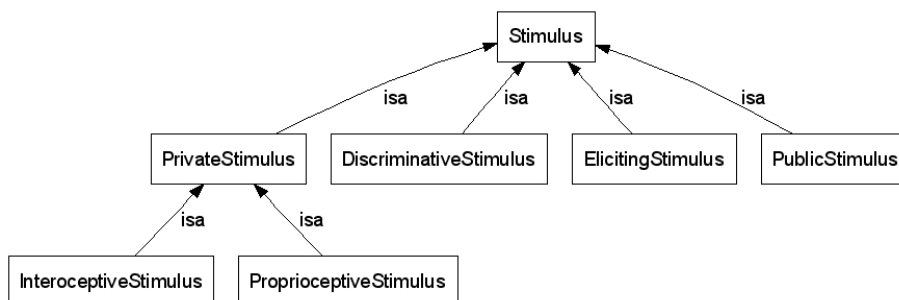 Stimulus
isa
isa
isa
isa
PrivateStimulus
DiscriminativeStimulus
ElicitingStimulus
PublicStimulus
isa
isa
InteroceptiveStimulus
ProprioceptiveStimulus